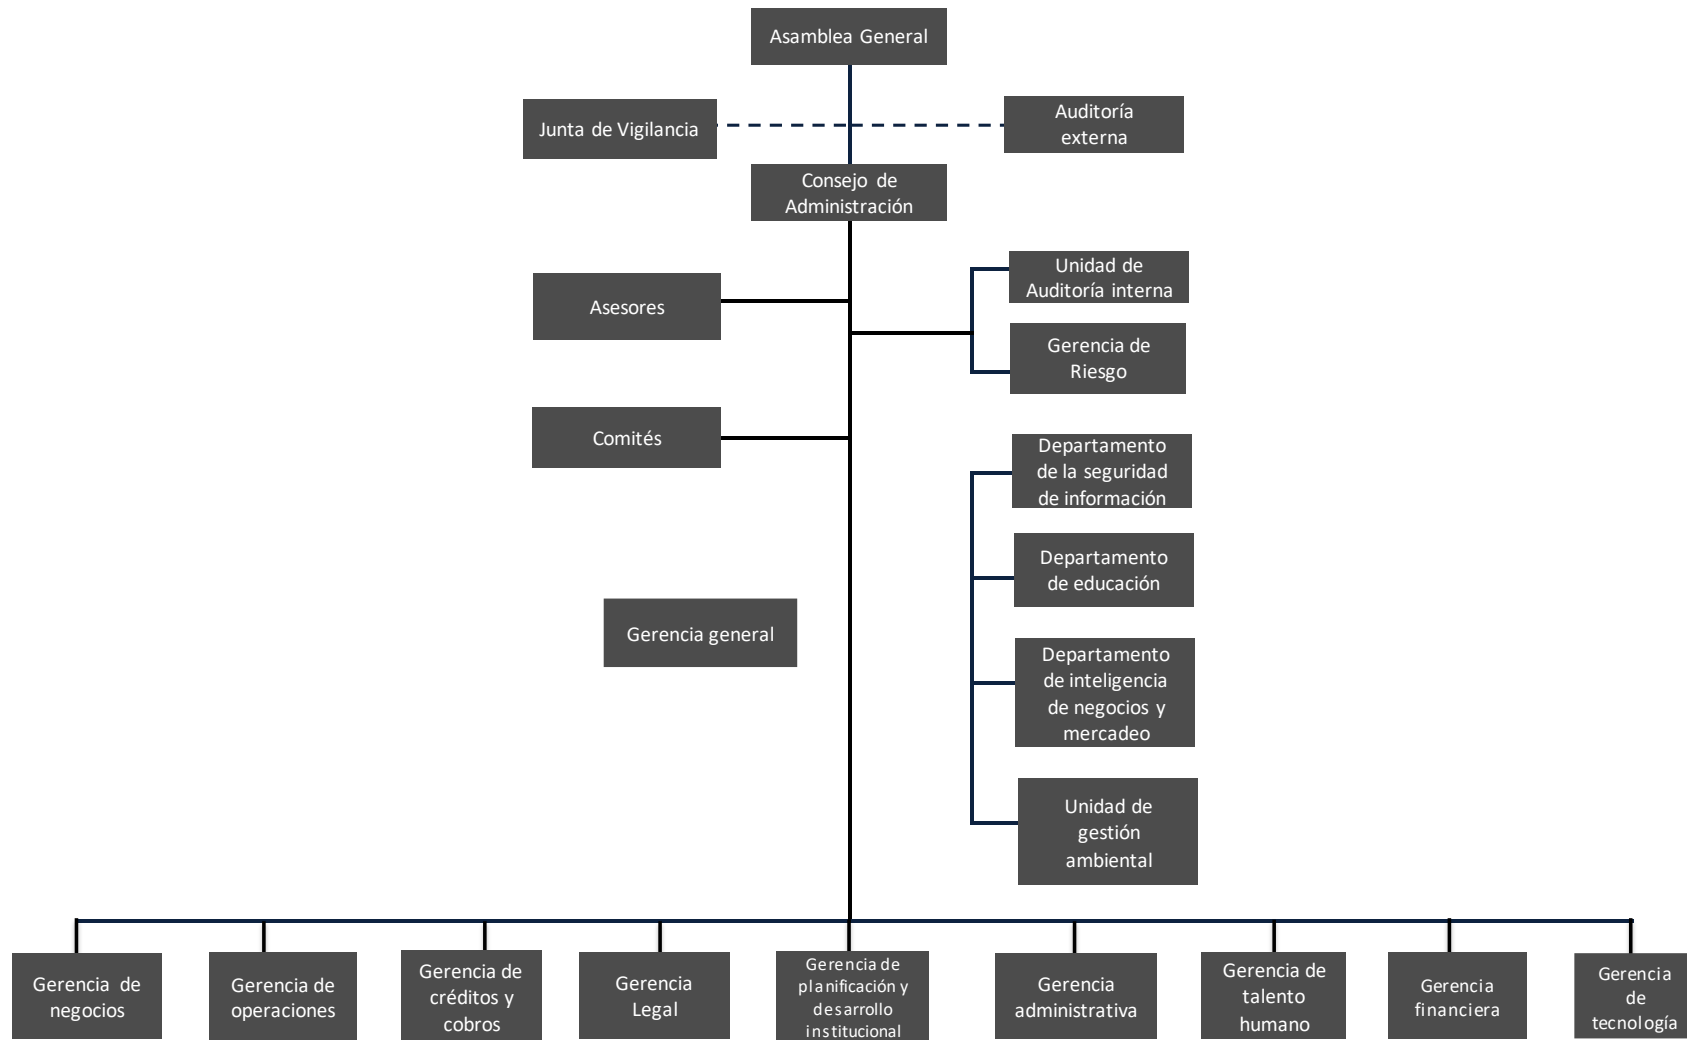 Asamblea General
Junta de Vigilancia
Auditoría
externa
Consejo de
Administración
Unidad de
Auditoría interna
Asesores
Gerencia de
Riesgo
Comités
Departamento
de la seguridad
de información
Departamento
de educación
Gerencia general
Departamento
de inteligencia
de negocios y
mercadeo
Unidad de
gestión
ambiental
Gerencia de
negocios
Gerencia de
operaciones
Gerencia de
créditos y
cobros
Gerencia
Legal
Gerencia de
planificación y
desarrollo
institucional
Gerencia
administrativa
Gerencia de
talento
humano
Gerencia
financiera
Gerencia
de
tecnología